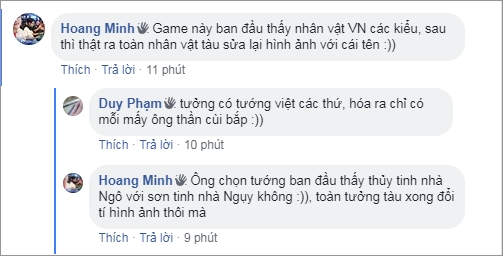 Hoang Minh Game này ban đầu thấy nhân vật VN các kiểu, sau
thì thật ra toàn nhân vật tàu sửa lại hình ảnh với cái tên :))
Thích · Trả lời · 11 phút
Duy Phạm tưởng có tướng việt các thứ, hóa ra chỉ có
mỗi mấy ông thần cùi bắp :))
Thích · Trả lời · 10 phút
Hoang Minh Ông chọn tướng ban đầu thấy thủy tinh nhà
Ngô với sơn tinh nhà Ngụy không :)), toàn tưởng tàu xong đổi
tí hình ảnh thôi mà
Thích · Trả lời · 9 phút